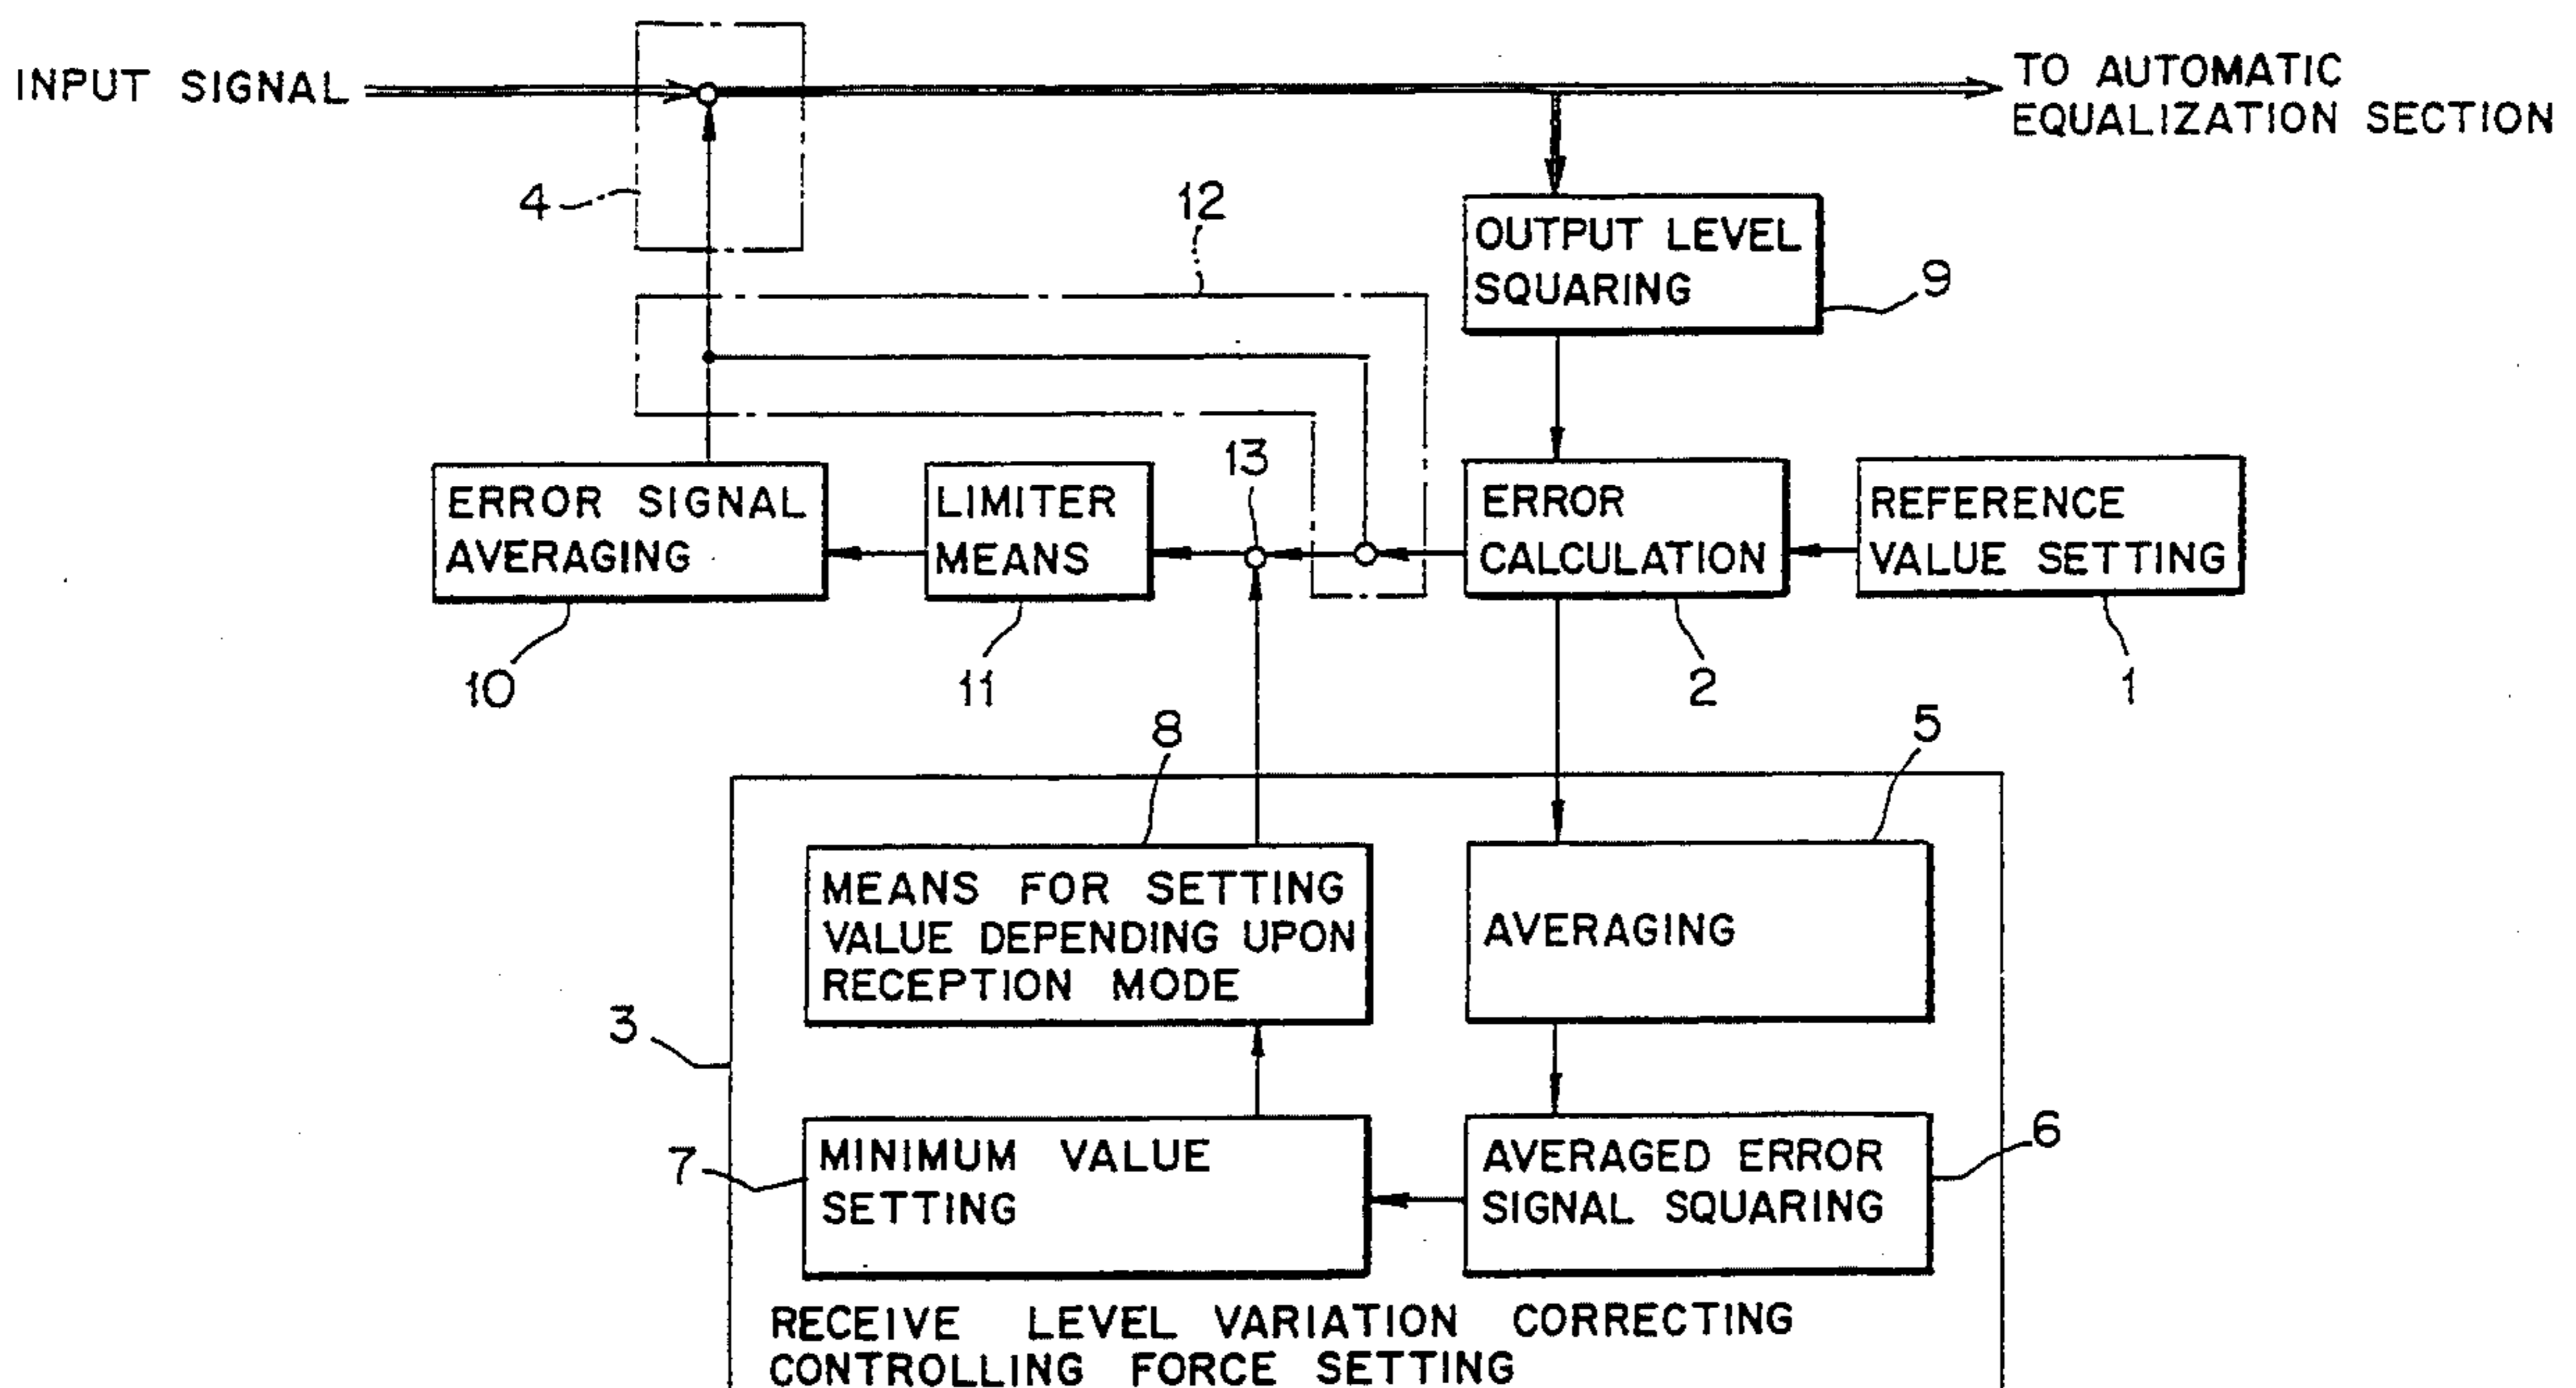 INPUT SIGNAL
TO AUTOMATIC
EQUALIZATION SECTION
4
12
OUTPUT LEVEL
SQUARING
9
13
ERROR SIGNAL
AVERAGING
LIMITER
MEANS
ERROR
CALCULATION
REFERENCE
VALUE SETTING
10
11
2
1
8
5
MEANS FOR SETTING
VALUE DEPENDING UPON
RECEPTION MODE
AVERAGING
3
7
MINIMUM VALUE
SETTING
AVERAGED ERROR
SIGNAL SQUARING
6
RECEIVE LEVEL VARIATION CORRECTING
CONTROLLING FORCE SETTING